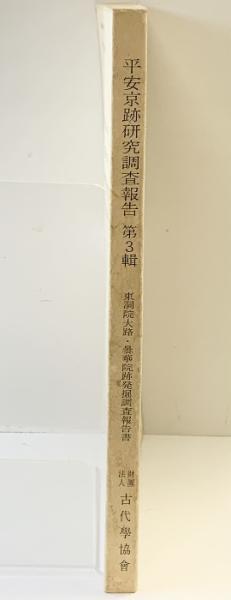 平安京跡研究調査報告 第3輯
東洞院大路・曇華院跡発掘調査報告書
財團法人 古代學協會